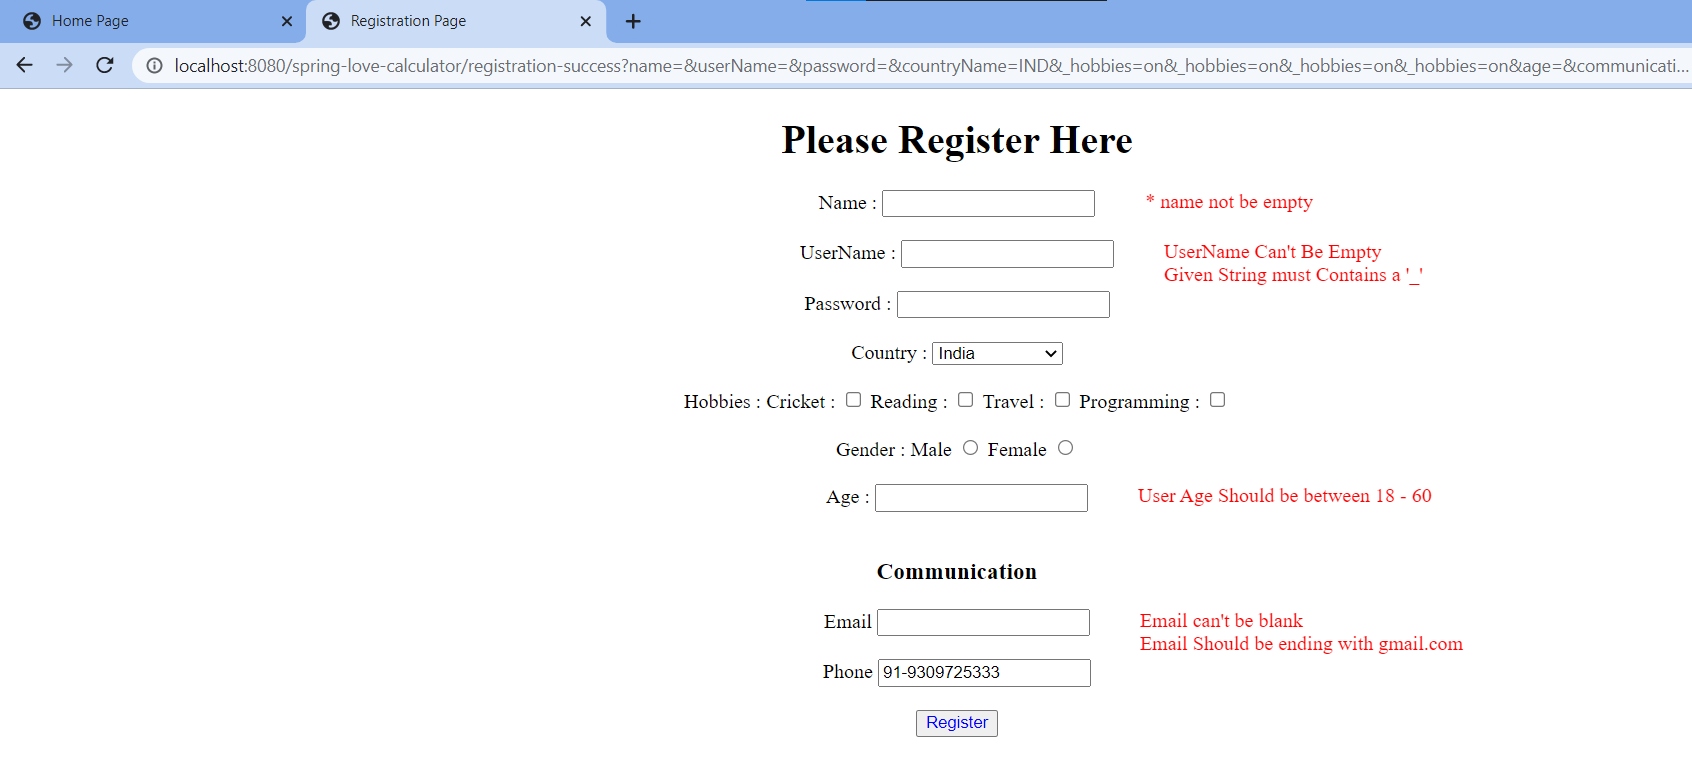 Home Page
Registration Page
localhost:8080/spring-love-calculator/registration-success?name=&userName=&password=&countryName=IND&_hobbies=on&_hobbies=on&_hobbies=on&_hobbies=on&age=&communicati...
Please Register Here
Name : * name not be empty
UserName : UserName Can't Be Empty
Given String must Contains a '_'
Password :
Country : India
Hobbies : Cricket : Reading : Travel : Programming :
Gender : Male Female
Age : User Age Should be between 18 - 60
Communication
Email Email can't be blank
Email Should be ending with gmail.com
Phone 91-9309725333
Register